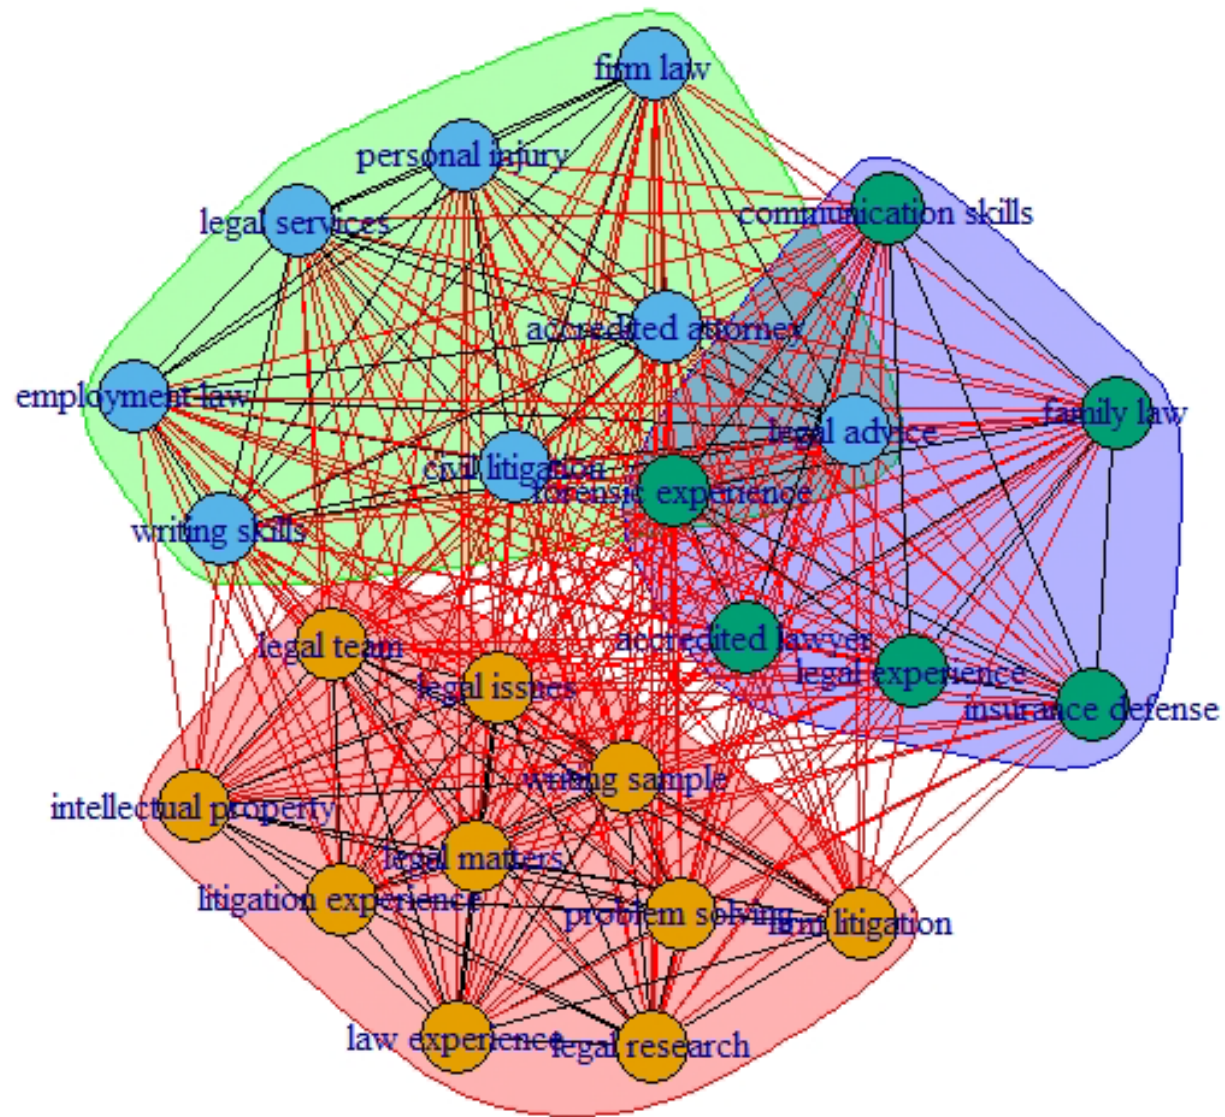 firm law
personal injury
communication skills
legal services
accredited attorney
employment law
family law
legal advice
civil litigation
forensic experience
writing skills
accredited lawyer
legal team
legal experience
legal issues
insurance defense
writing sample
intellectual property
legal matters
litigation experience
problem solving
firm litigation
law experience
legal research